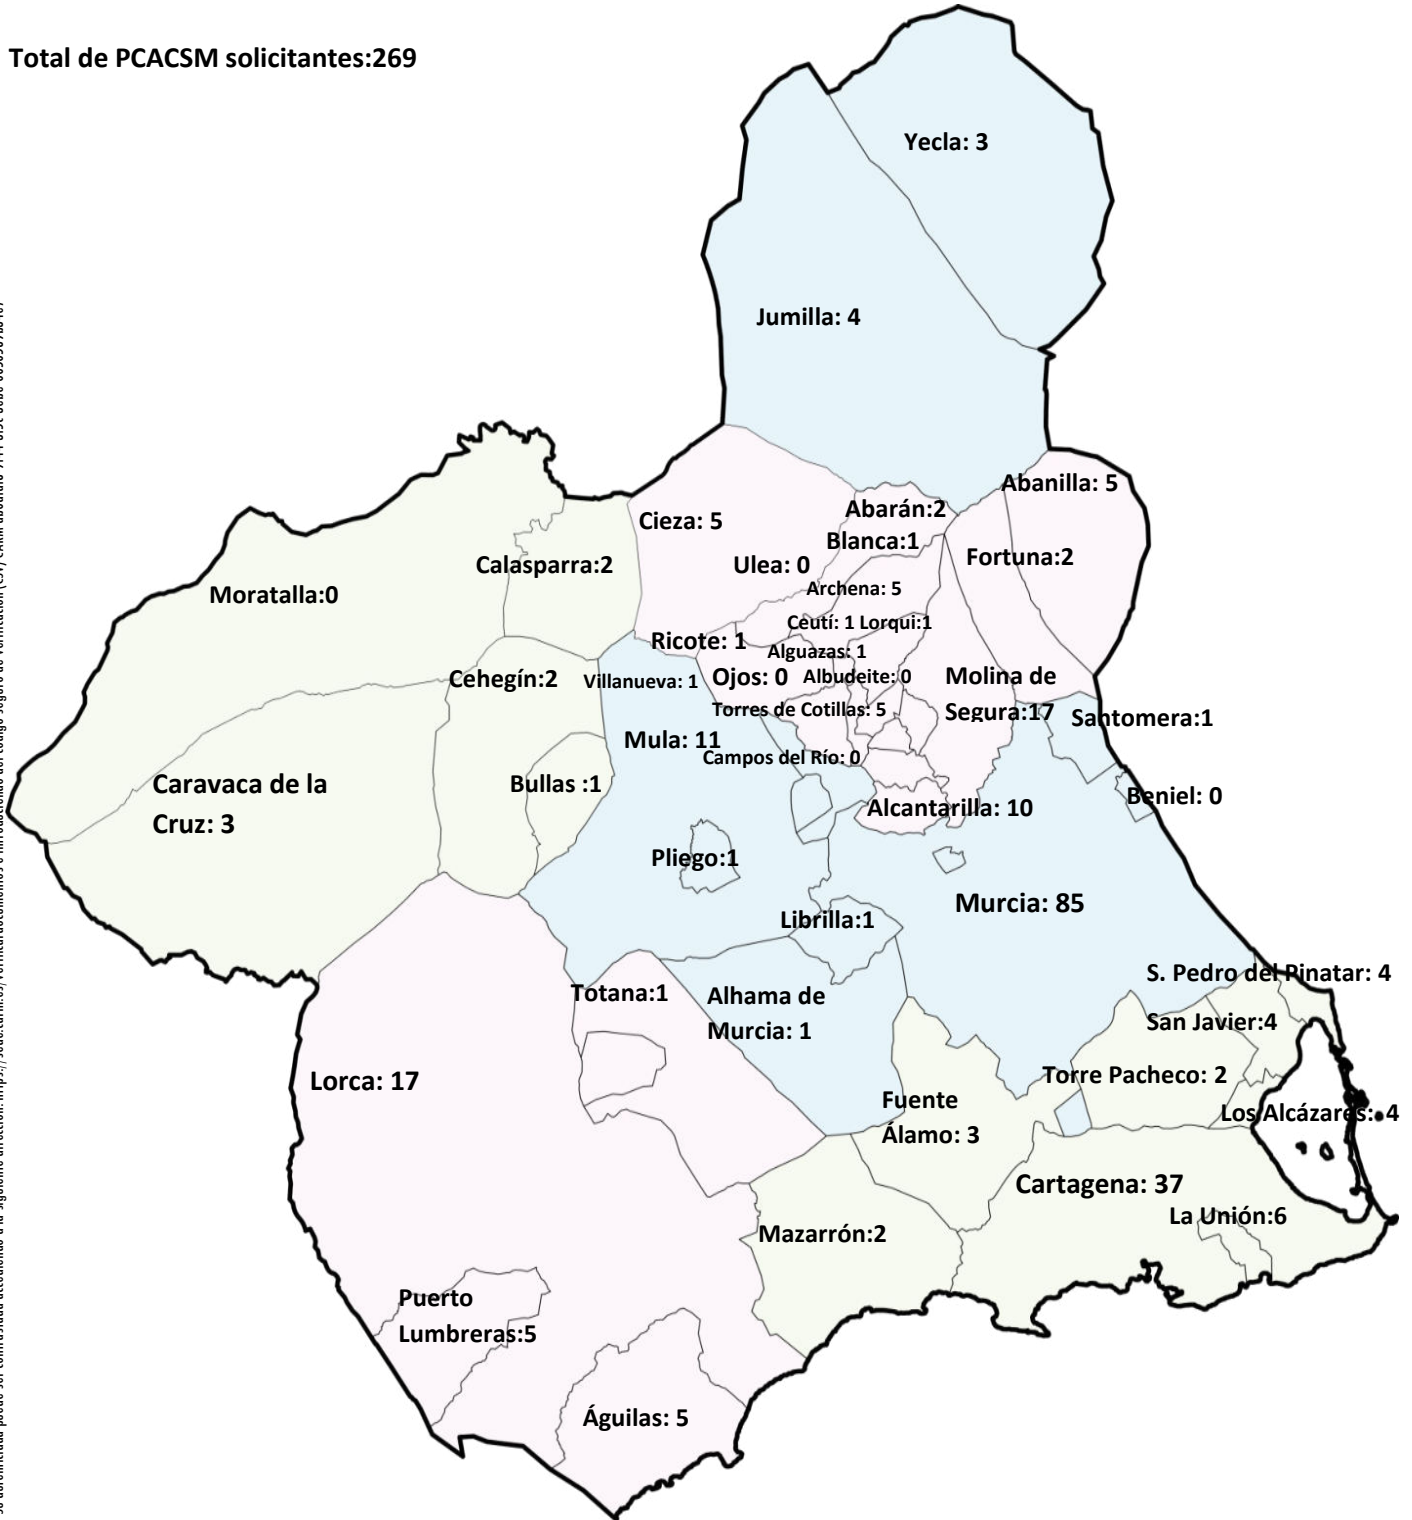 Total de PCACSM solicitantes:269
Yecla: 3
Jumilla: 4
Abanilla: 5
Abarán:2
Cieza: 5
Blanca:1
Fortuna:2
Ulea: 0
Calasparra:2
Moratalla:0
Archena: 5
Ceutí: 1 Lorqui:1
Ricote: 1
Alguazas: 1
Ojos: 0
Albudeite: 0
Molina de
Segura:17
Cehegín:2
Villanueva: 1
Torres de Cotillas: 5
Santomera:1
Mula: 11
Campos del Río: 0
Caravaca de la
Cruz: 3
Bullas :1
Beniel: 0
Alcantarilla: 10
Pliego:1
Murcia: 85
Librilla:1
S. Pedro del Pinatar: 4
Totana:1
Alhama de
Murcia: 1
San Javier:4
Lorca: 17
Torre Pacheco: 2
Fuente
Álamo: 3
Los Alcázares: 4
Cartagena: 37
La Unión:6
Mazarrón:2
Puerto
Lumbreras:5
Águilas: 5